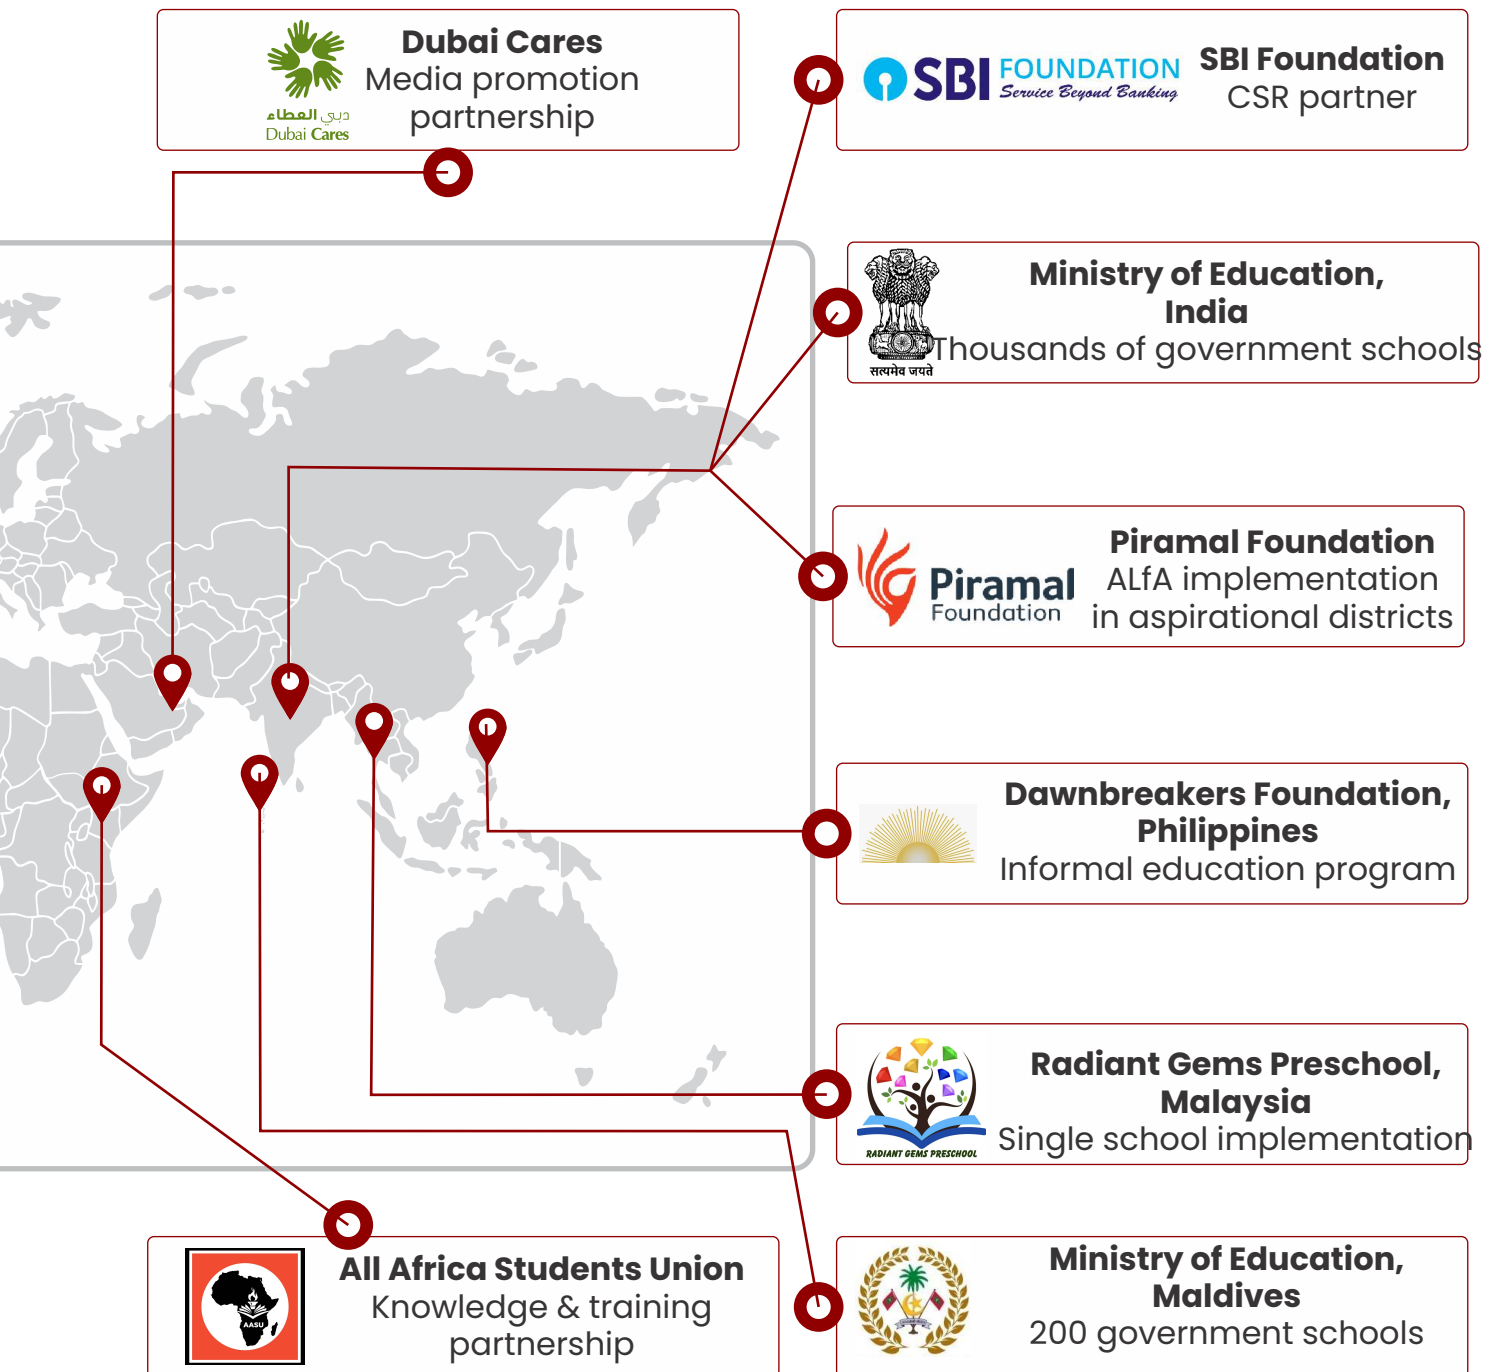 دبي العطاء
Dubai Cares
Dubai Cares
Media promotion
partnership
SBI FOUNDATION
Service Beyond Banking
SBI Foundation
CSR partner
सत्यमेव जयते
Ministry of Education,
India
Thousands of government schools
Piramal
Foundation
Piramal Foundation
ALfA implementation
in aspirational districts
Dawnbreakers Foundation,
Philippines
Informal education program
RADIANT GEMS PRESCHOOL
Radiant Gems Preschool,
Malaysia
Single school implementation
AASU
All Africa Students Union
Knowledge & training
partnership
Ministry of Education,
Maldives
200 government schools